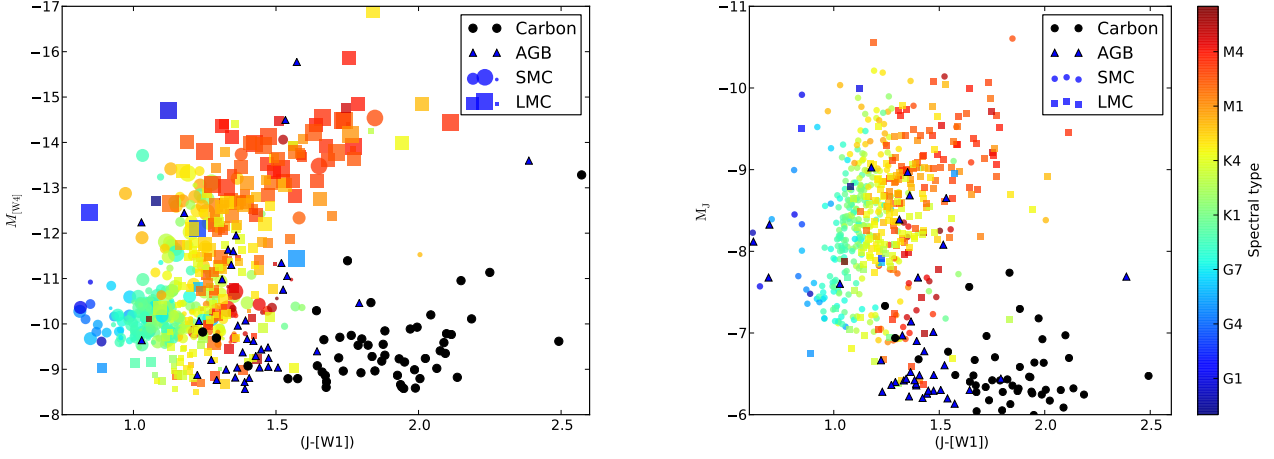 −17
−16
−15
−14
−13
−12
−11
−10
−9
−8
M[W4]
1.0 1.5 2.0 2.5
(J-[W1])
Carbon
AGB
SMC
LMC
−11
−10
−9
−8
−7
−6
MJ
1.0 1.5 2.0 2.5
(J-[W1])
Carbon
AGB
SMC
LMC
M4
M1
K4
K1
G7
G4
G1
Spectral type